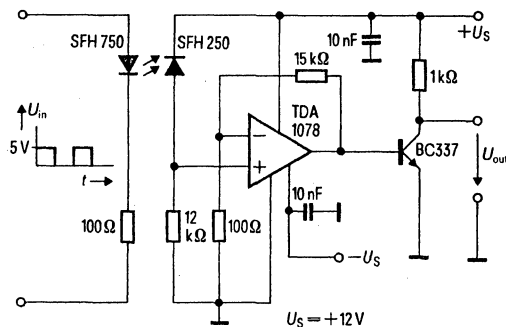 SFH 750
SFH 250
10 nF
+U_S
15 kΩ
1 kΩ
TDA
1078
U_in
5 V
t
−
+
BC337
U_out
10 nF
100 Ω
12
kΩ
100 Ω
−U_S
U_S = +12 V